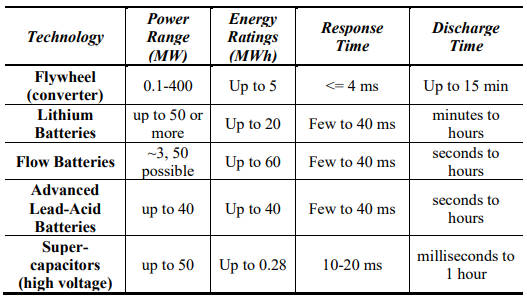 Technology | Power Range (MW) | Energy Ratings (MWh) | Response Time | Discharge Time
Flywheel (converter) | 0.1-400 | Up to 5 | <= 4 ms | Up to 15 min
Lithium Batteries | up to 50 or more | Up to 20 | Few to 40 ms | minutes to hours
Flow Batteries | ~3, 50 possible | Up to 60 | Few to 40 ms | seconds to hours
Advanced Lead-Acid Batteries | up to 40 | Up to 40 | Few to 40 ms | seconds to hours
Super-capacitors (high voltage) | up to 50 | Up to 0.28 | 10-20 ms | milliseconds to 1 hour